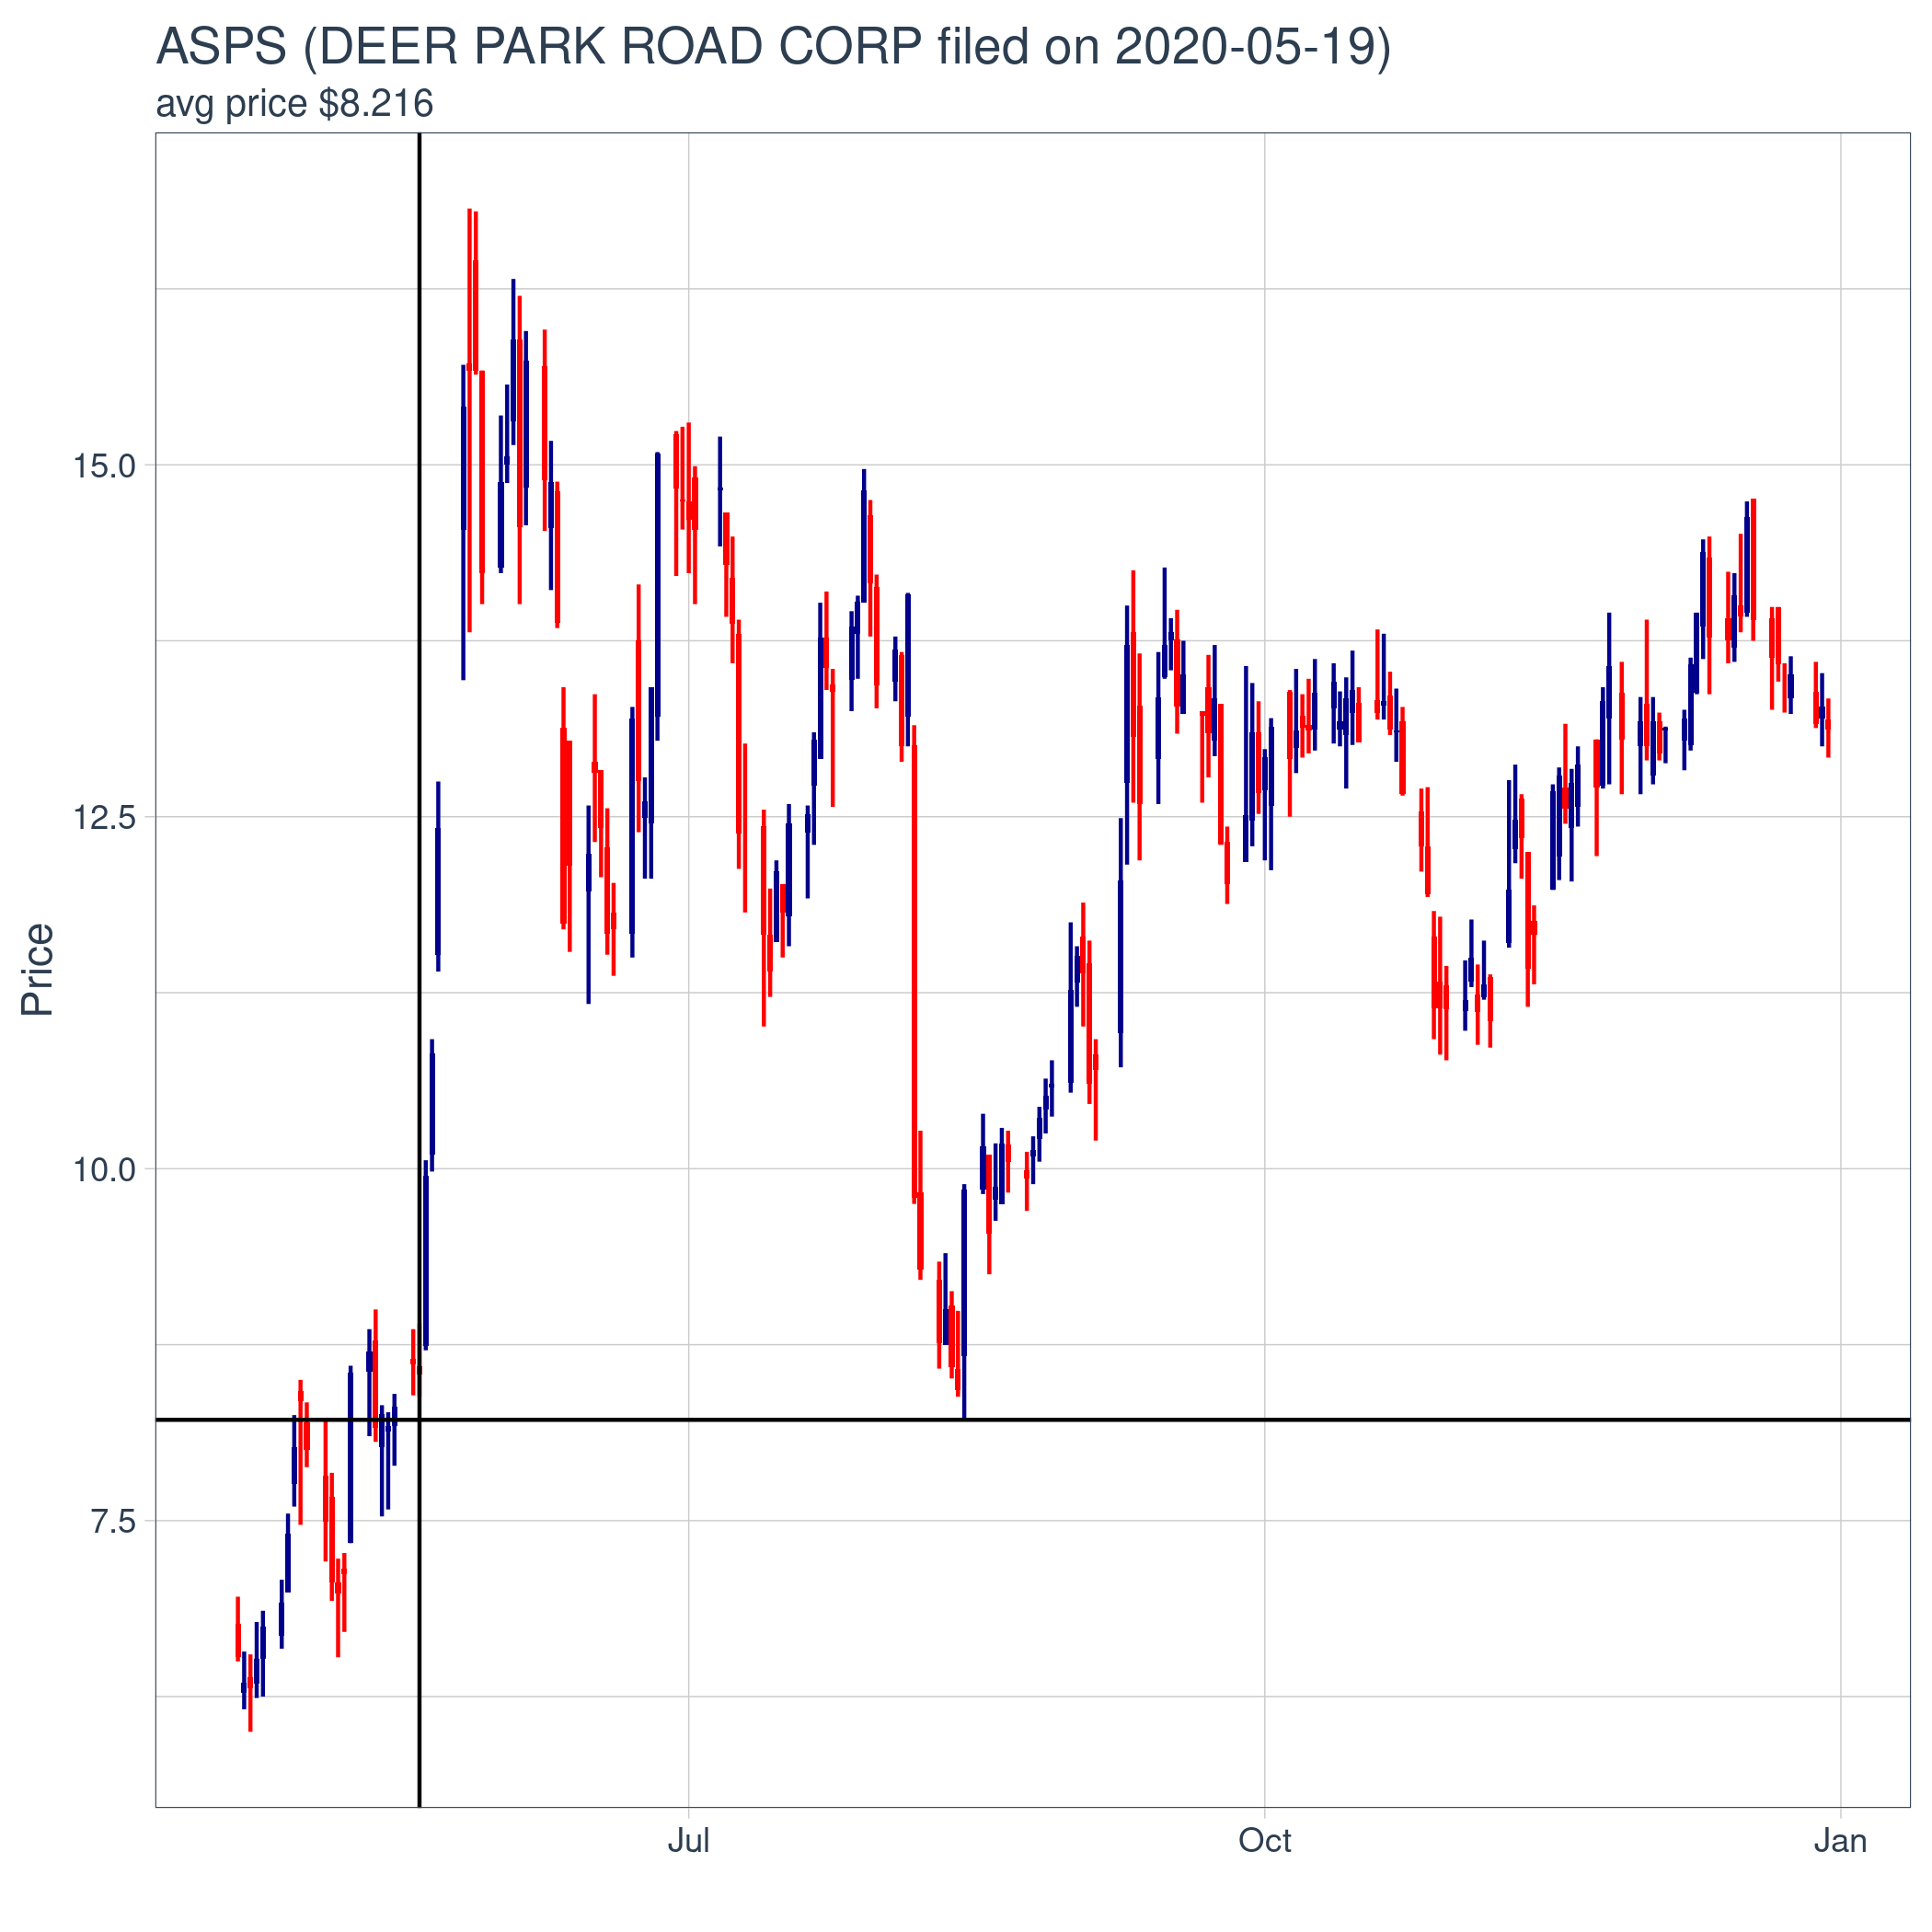 ASPS (DEER PARK ROAD CORP filed on 2020-05-19)
avg price $8.216
Price
15.0
12.5
10.0
7.5
Jul
Oct
Jan